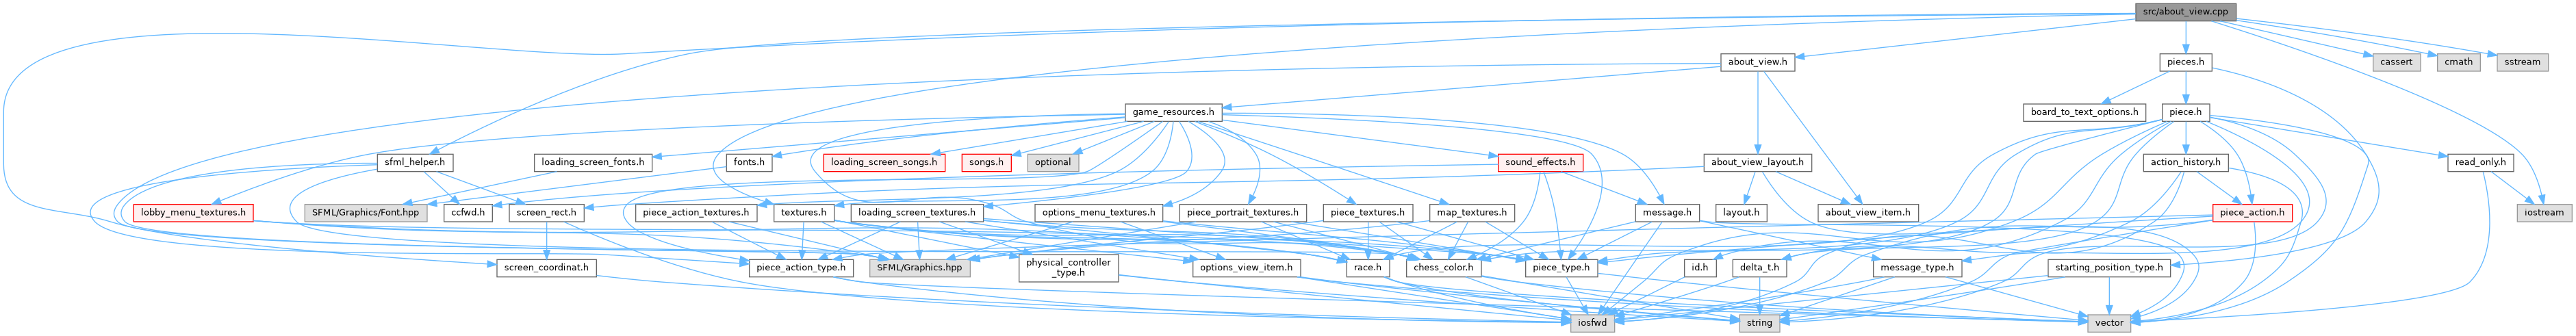 src/about_view.cpp
about_view.h
pieces.h
cassert
cmath
sstream
game_resources.h
board_to_text_options.h
piece.h
sfml_helper.h
loading_screen_fonts.h
fonts.h
loading_screen_songs.h
songs.h
optional
sound_effects.h
about_view_layout.h
action_history.h
read_only.h
lobby_menu_textures.h
SFML/Graphics/Font.hpp
ccfwd.h
screen_rect.h
piece_action_textures.h
textures.h
loading_screen_textures.h
options_menu_textures.h
piece_portrait_textures.h
piece_textures.h
map_textures.h
message.h
layout.h
about_view_item.h
piece_action.h
iostream
screen_coordinat.h
piece_action_type.h
SFML/Graphics.hpp
physical_controller
_type.h
options_view_item.h
race.h
chess_color.h
piece_type.h
id.h
delta_t.h
message_type.h
starting_position_type.h
iosfwd
string
vector